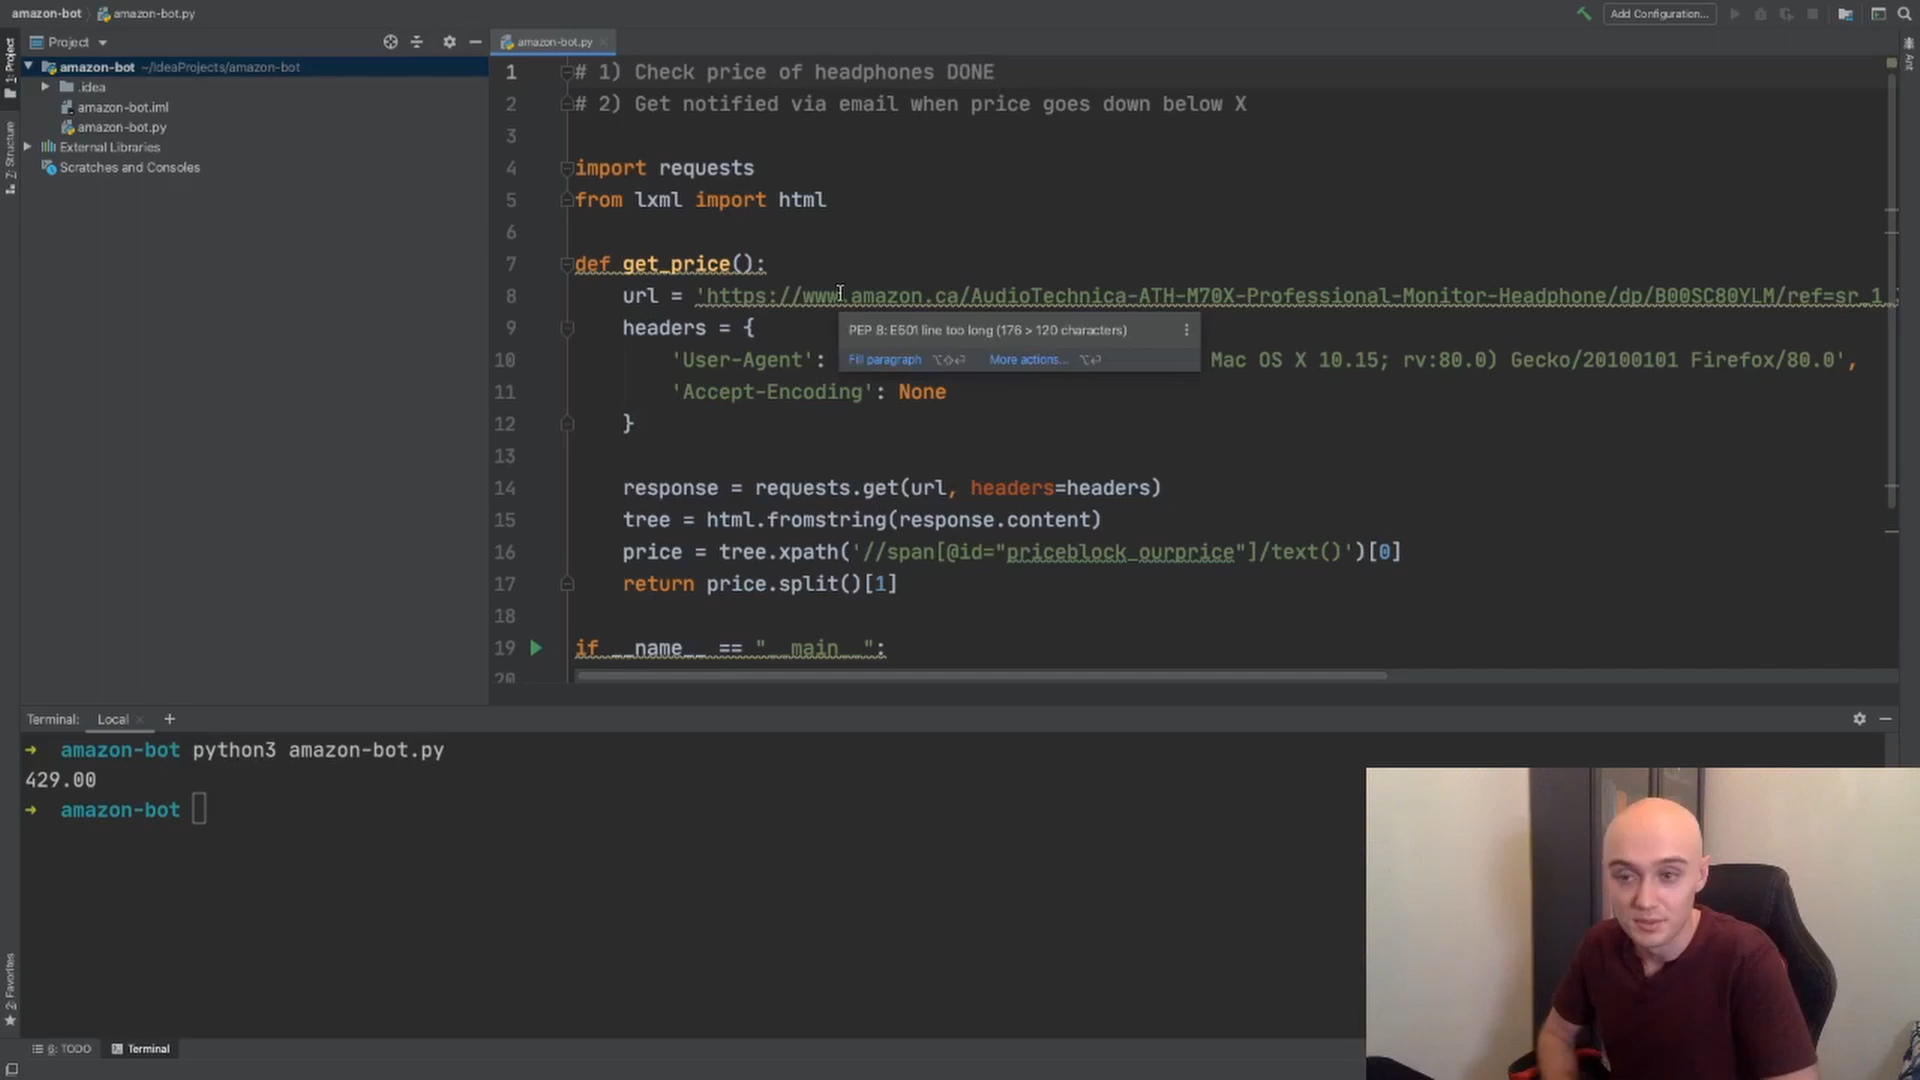 amazon-bot
amazon-bot.py
Add Configuration...
Project
amazon-bot.py
1: Project
Z: Structure
2: Favorites
Ant
amazon-bot ~/IdeaProjects/amazon-bot
.idea
amazon-bot.iml
amazon-bot.py
External Libraries
Scratches and Consoles
1 # 1) Check price of headphones DONE
2 # 2) Get notified via email when price goes down below X
3
4 import requests
5 from lxml import html
6
7 def get_price():
8 url = 'https://www.amazon.ca/AudioTechnica-ATH-M70X-Professional-Monitor-Headphone/dp/B00SC80YLM/ref=sr_1_
9 headers = {
PEP 8: E501 line too long (176 > 120 characters)
Fill paragraph ⌥⇧⏎ More actions... ⌥⏎
10 'User-Agent': Mac OS X 10.15; rv:80.0) Gecko/20100101 Firefox/80.0',
11 'Accept-Encoding': None
12 }
13
14 response = requests.get(url, headers=headers)
15 tree = html.fromstring(response.content)
16 price = tree.xpath('//span[@id="priceblock_ourprice"]/text()')[0]
17 return price.split()[1]
18
19 if __name__ == "__main__":
20
Terminal: Local +
→ amazon-bot python3 amazon-bot.py
429.00
→ amazon-bot
6: TODO
Terminal